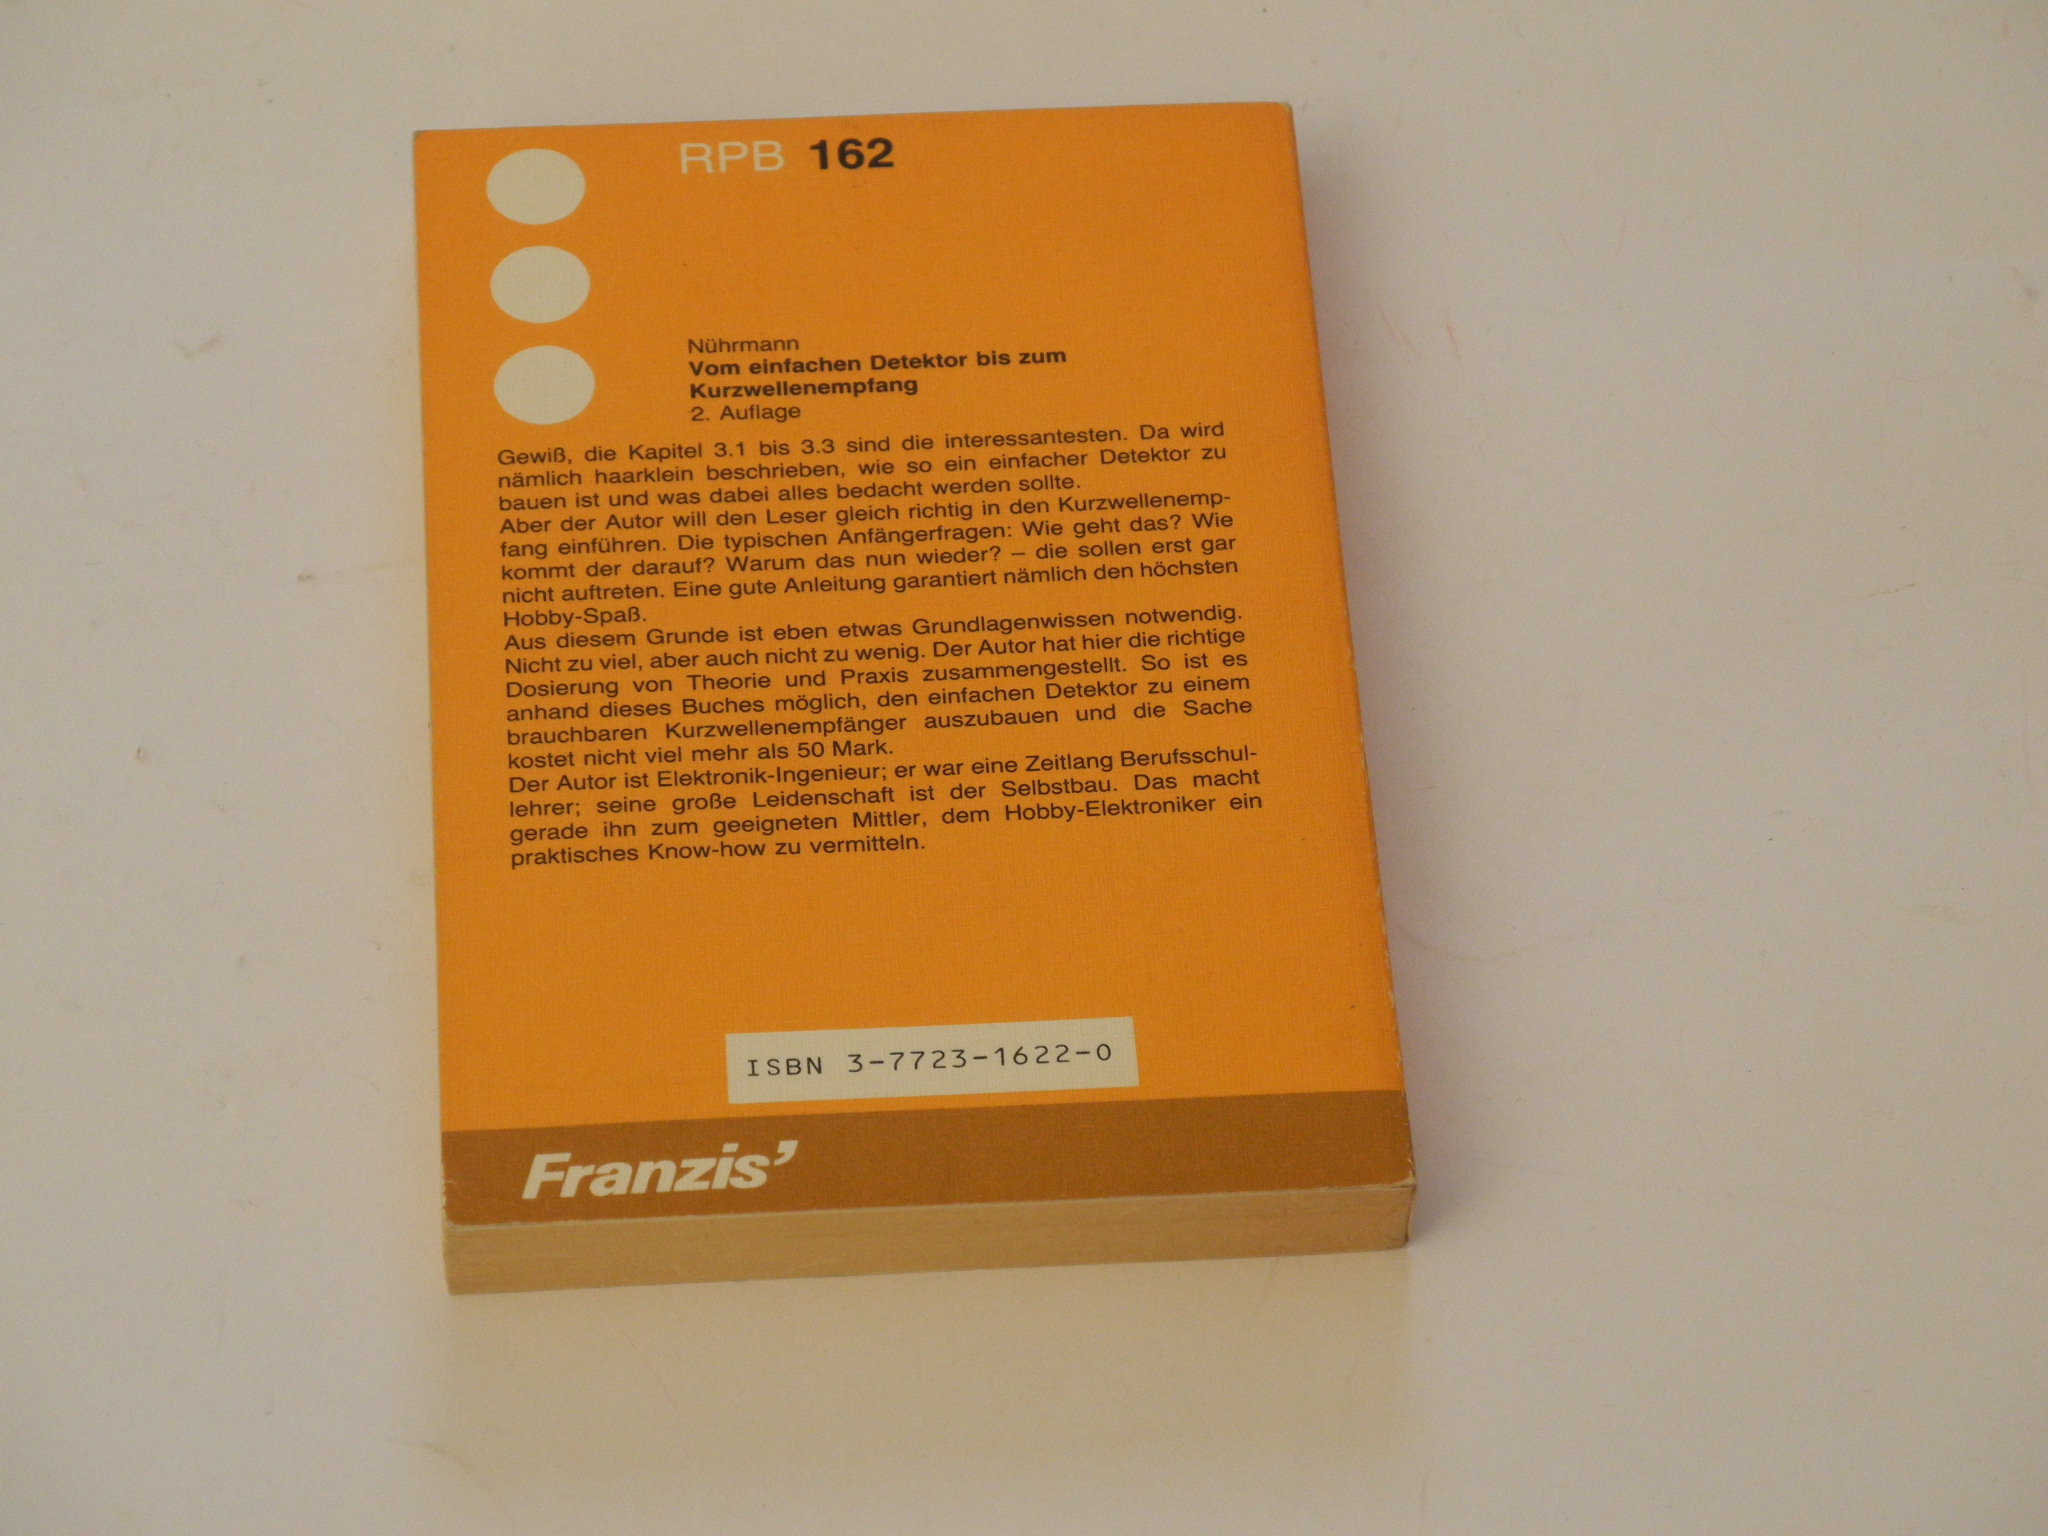 RPB 162
Nührmann
Vom einfachen Detektor bis zum
Kurzwellenempfang
2. Auflage
Gewiß, die Kapitel 3.1 bis 3.3 sind die interessantesten. Da wird
nämlich haarklein beschrieben, wie so ein einfacher Detektor zu
bauen ist und was dabei alles bedacht werden sollte.
Aber der Autor will den Leser gleich richtig in den Kurzwellenemp-
fang einführen. Die typischen Anfängerfragen: Wie geht das? Wie
kommt der darauf? Warum das nun wieder? – die sollen erst gar
nicht auftreten. Eine gute Anleitung garantiert nämlich den höchsten
Hobby-Spaß.
Aus diesem Grunde ist eben etwas Grundlagenwissen notwendig.
Nicht zu viel, aber auch nicht zu wenig. Der Autor hat hier die richtige
Dosierung von Theorie und Praxis zusammengestellt. So ist es
anhand dieses Buches möglich, den einfachen Detektor zu einem
brauchbaren Kurzwellenempfänger auszubauen und die Sache
kostet nicht viel mehr als 50 Mark.
Der Autor ist Elektronik-Ingenieur; er war eine Zeitlang Berufsschul-
lehrer; seine große Leidenschaft ist der Selbstbau. Das macht
gerade ihn zum geeigneten Mittler, dem Hobby-Elektroniker ein
praktisches Know-how zu vermitteln.
ISBN 3-7723-1622-0
Franzis’